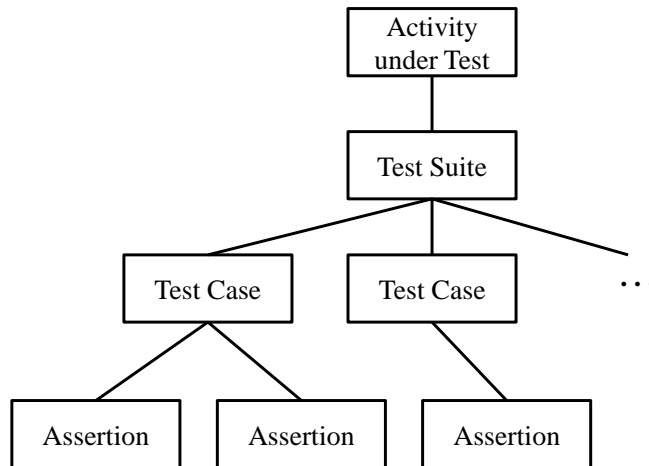 Activity
under Test
Test Suite
Test Case
Test Case
...
Assertion
Assertion
Assertion